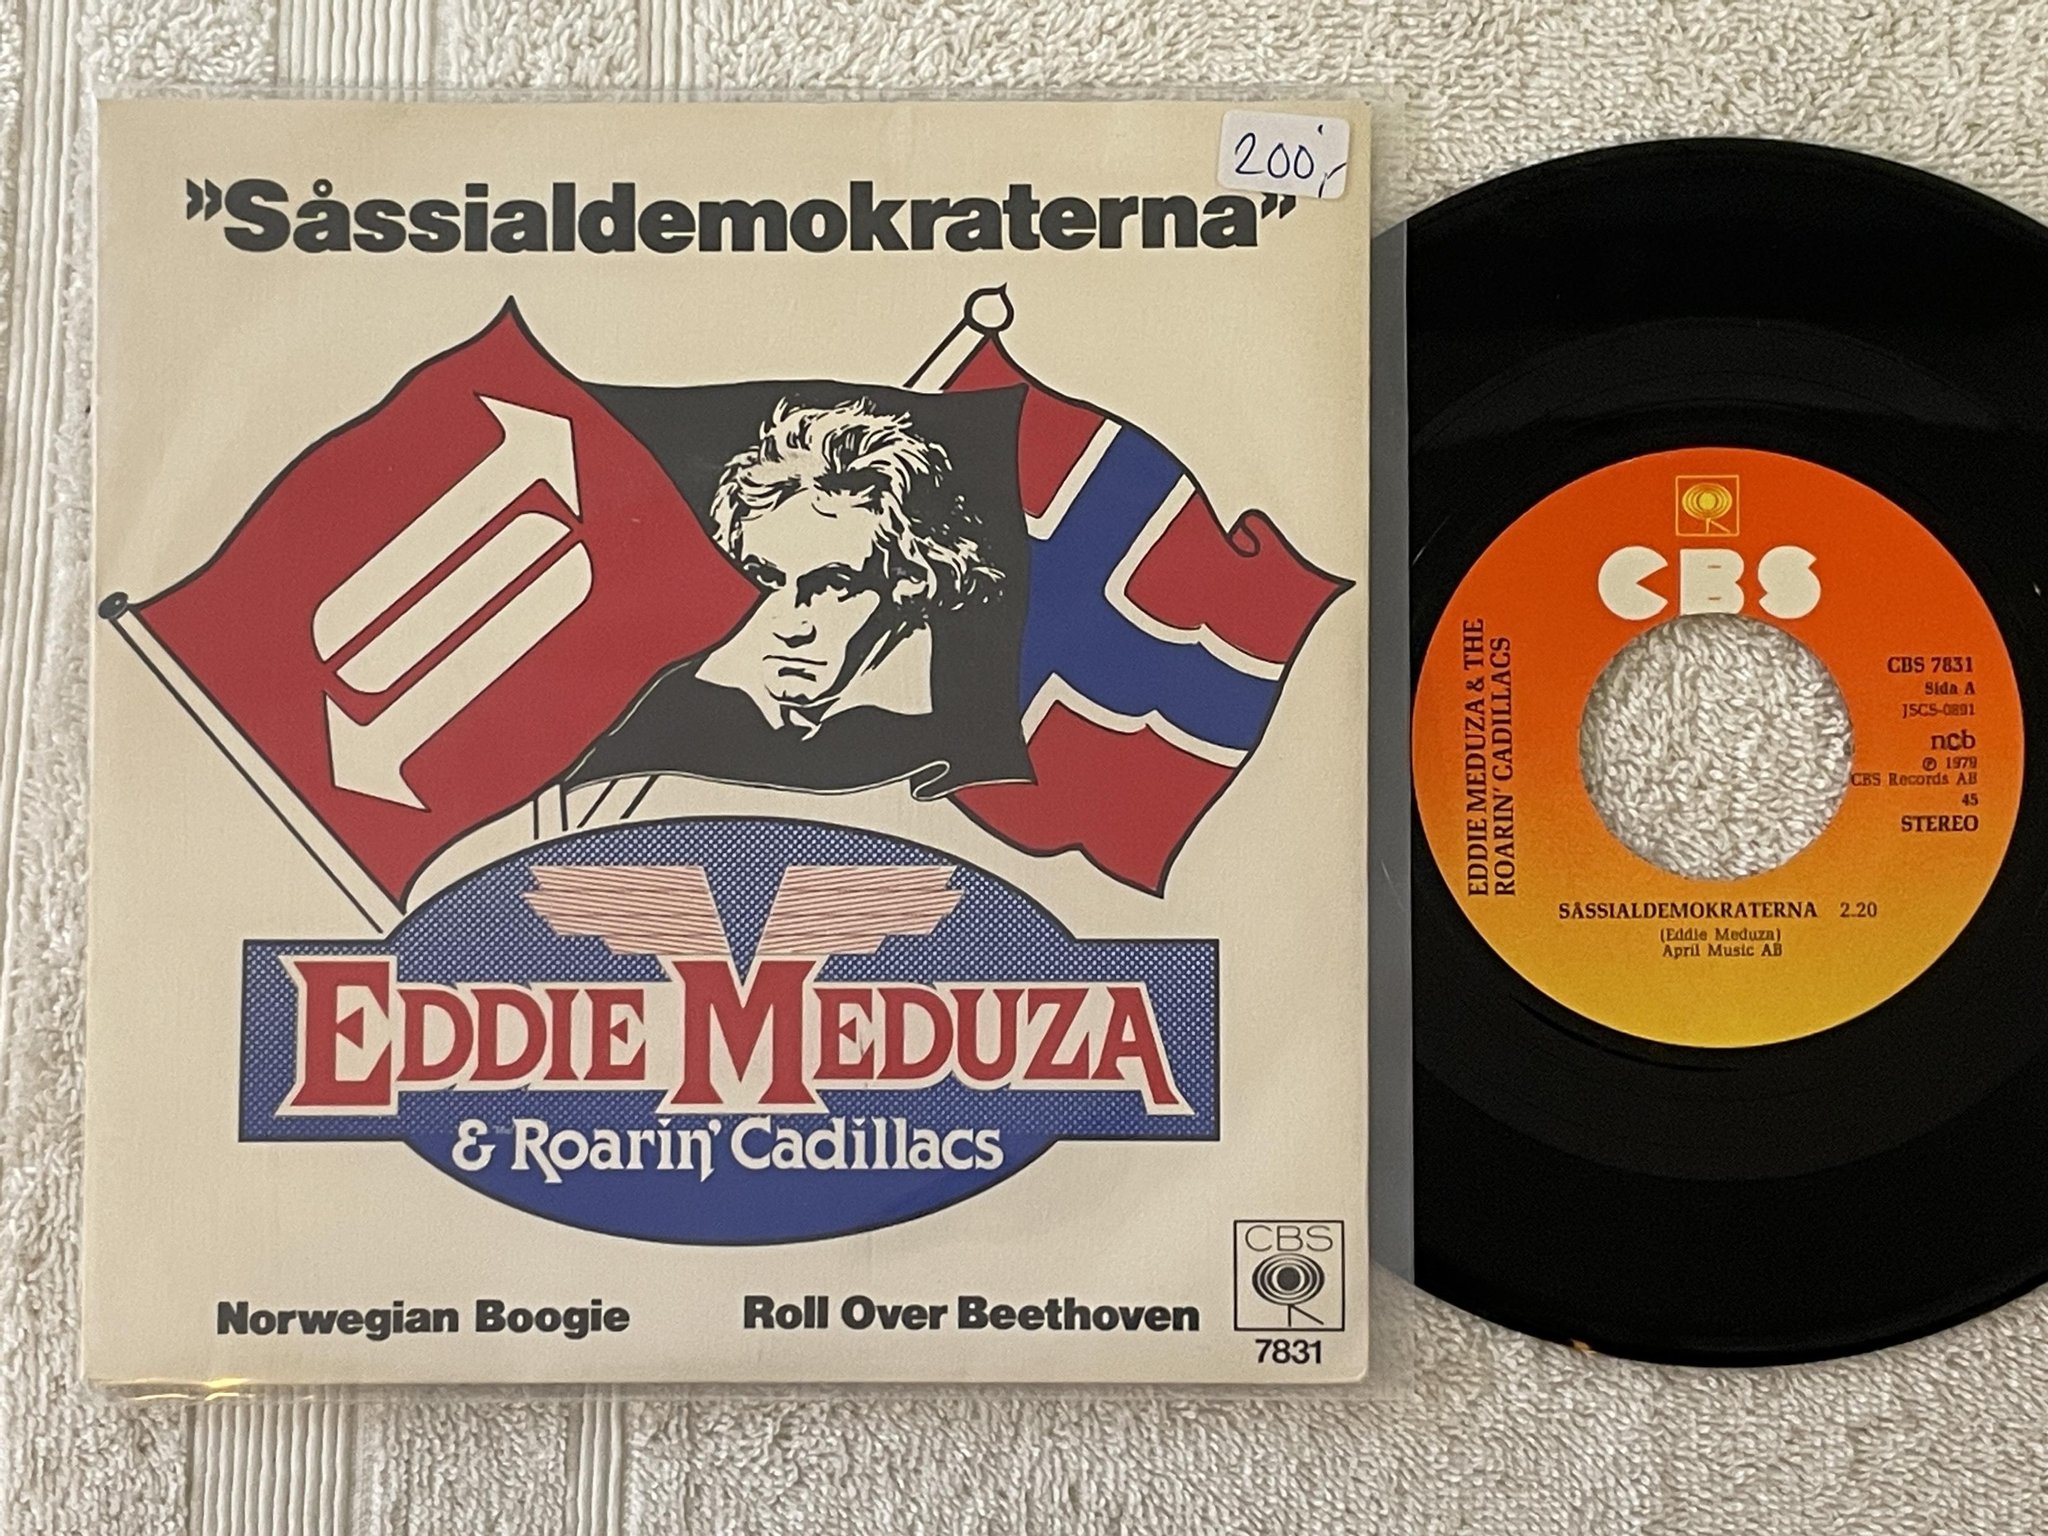 200,-
»Såssialdemokraterna»
EDDIE MEDUZA
& ROARIN' CADILLACS
Norwegian Boogie
Roll Over Beethoven
CBS
7831
CBS
EDDIE MEDUZA & THE
ROARIN' CADILLACS
CBS 7831
Sida A
JSCS-0891
ncb
℗ 1979
CBS Records AB
45
STEREO
SÅSSIALDEMOKRATERNA 2.20
(Eddie Meduza)
April Music AB